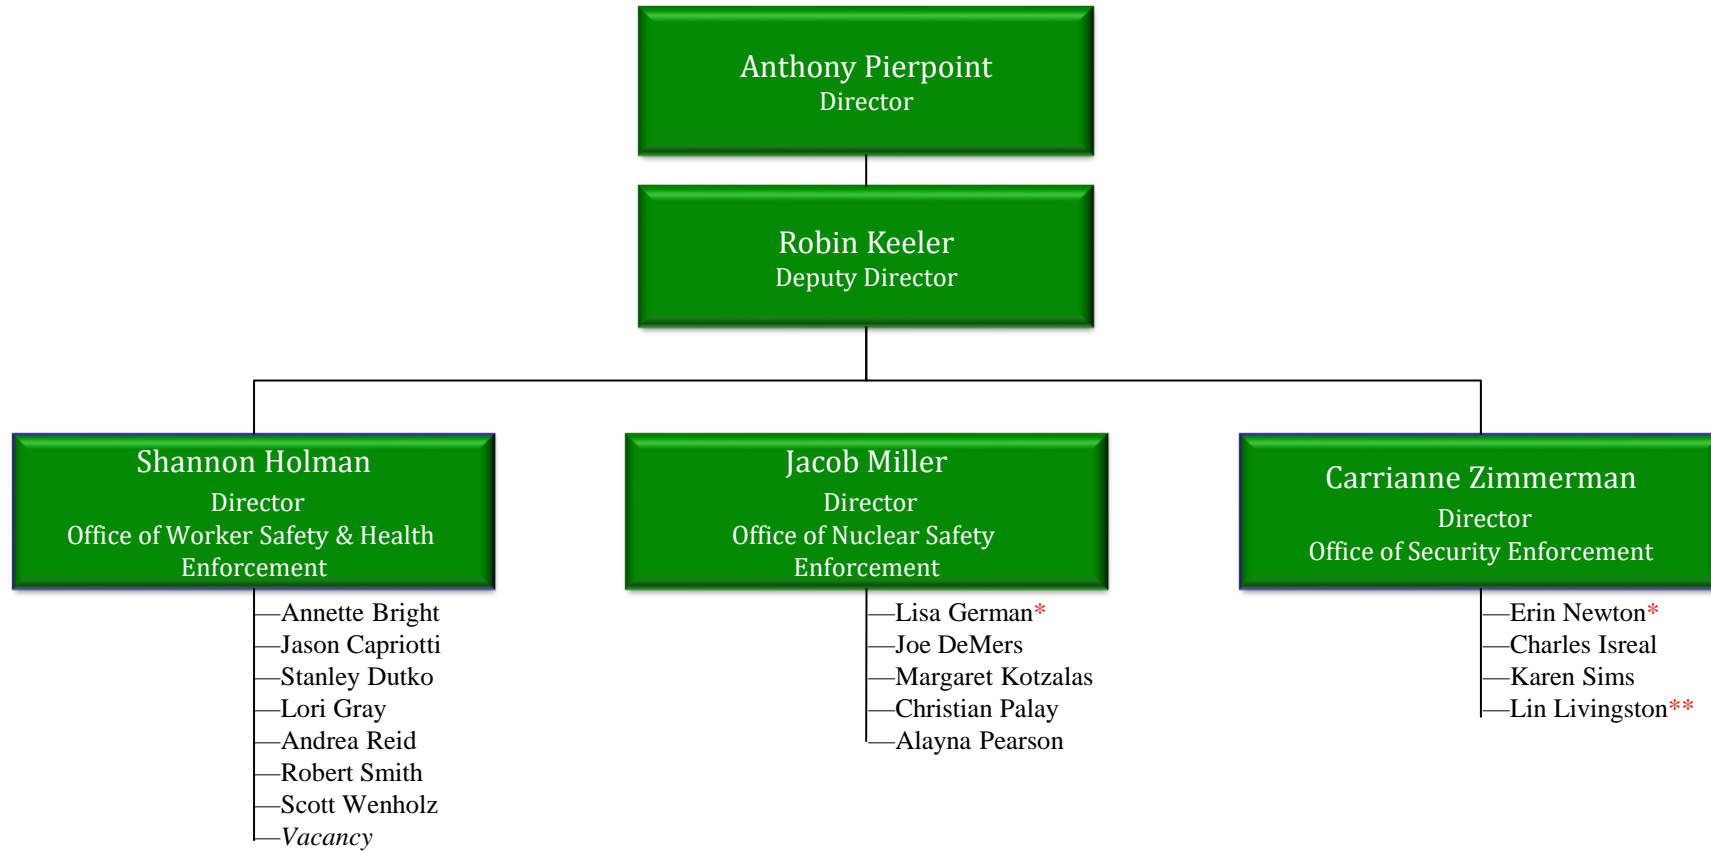 Anthony Pierpoint
Director
Robin Keeler
Deputy Director
Shannon Holman
Director
Office of Worker Safety & Health
Enforcement
Annette Bright
Jason Capriotti
Stanley Dutko
Lori Gray
Andrea Reid
Robert Smith
Scott Wenholz
Vacancy
Jacob Miller
Director
Office of Nuclear Safety
Enforcement
Lisa German*
Joe DeMers
Margaret Kotzalas
Christian Palay
Alayna Pearson
Carrianne Zimmerman
Director
Office of Security Enforcement
Erin Newton*
Charles Isreal
Karen Sims
Lin Livingston**